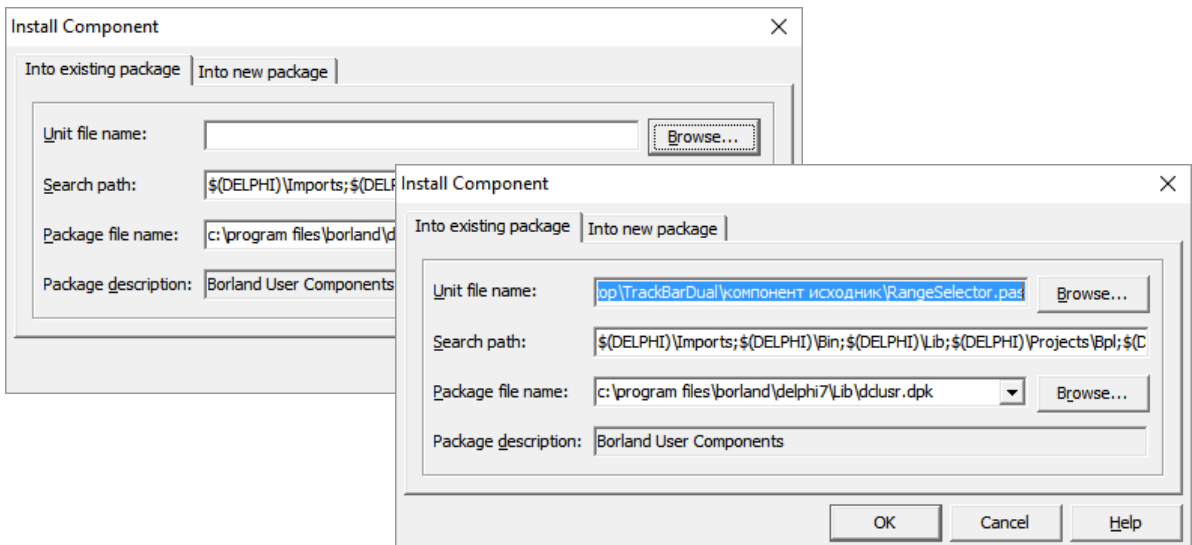 Install Component
Into existing package
Into new package
Unit file name:
Browse...
Search path:
$(DELPHI)\Imports;$(DEL
Package file name:
c:\program files\borland\d
Package description:
Borland User Components
Install Component
Into existing package
Into new package
Unit file name:
op\TrackBarDual\компонент исходник\RangeSelector.pas
Browse...
Search path:
$(DELPHI)\Imports;$(DELPHI)\Bin;$(DELPHI)\Lib;$(DELPHI)\Projects\Bpl;$(D
Package file name:
c:\program files\borland\delphi7\Lib\dclusr.dpk
Browse...
Package description:
Borland User Components
OK
Cancel
Help